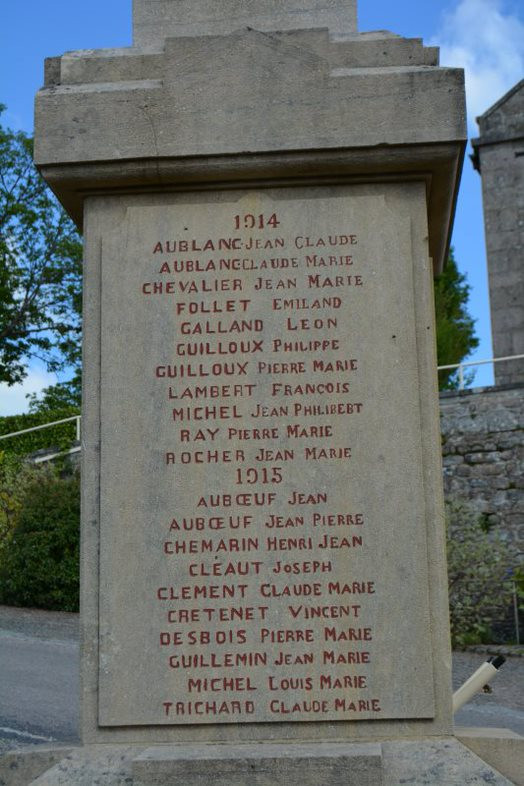 1914
AUBLANC JEAN CLAUDE
AUBLANC CLAUDE MARIE
CHEVALIER JEAN MARIE
FOLLET EMILAND
GALLAND LEON
GUILLOUX PHILIPPE
GUILLOUX PIERRE MARIE
LAMBERT FRANÇOIS
MICHEL JEAN PHILIBERT
RAY PIERRE MARIE
ROCHER JEAN MARIE
1915
AUBŒUF JEAN
AUBŒUF JEAN PIERRE
CHEMARIN HENRI JEAN
CLÉAUT JOSEPH
CLEMENT CLAUDE MARIE
CRETENET VINCENT
DESBOIS PIERRE MARIE
GUILLEMIN JEAN MARIE
MICHEL LOUIS MARIE
TRICHARD CLAUDE MARIE